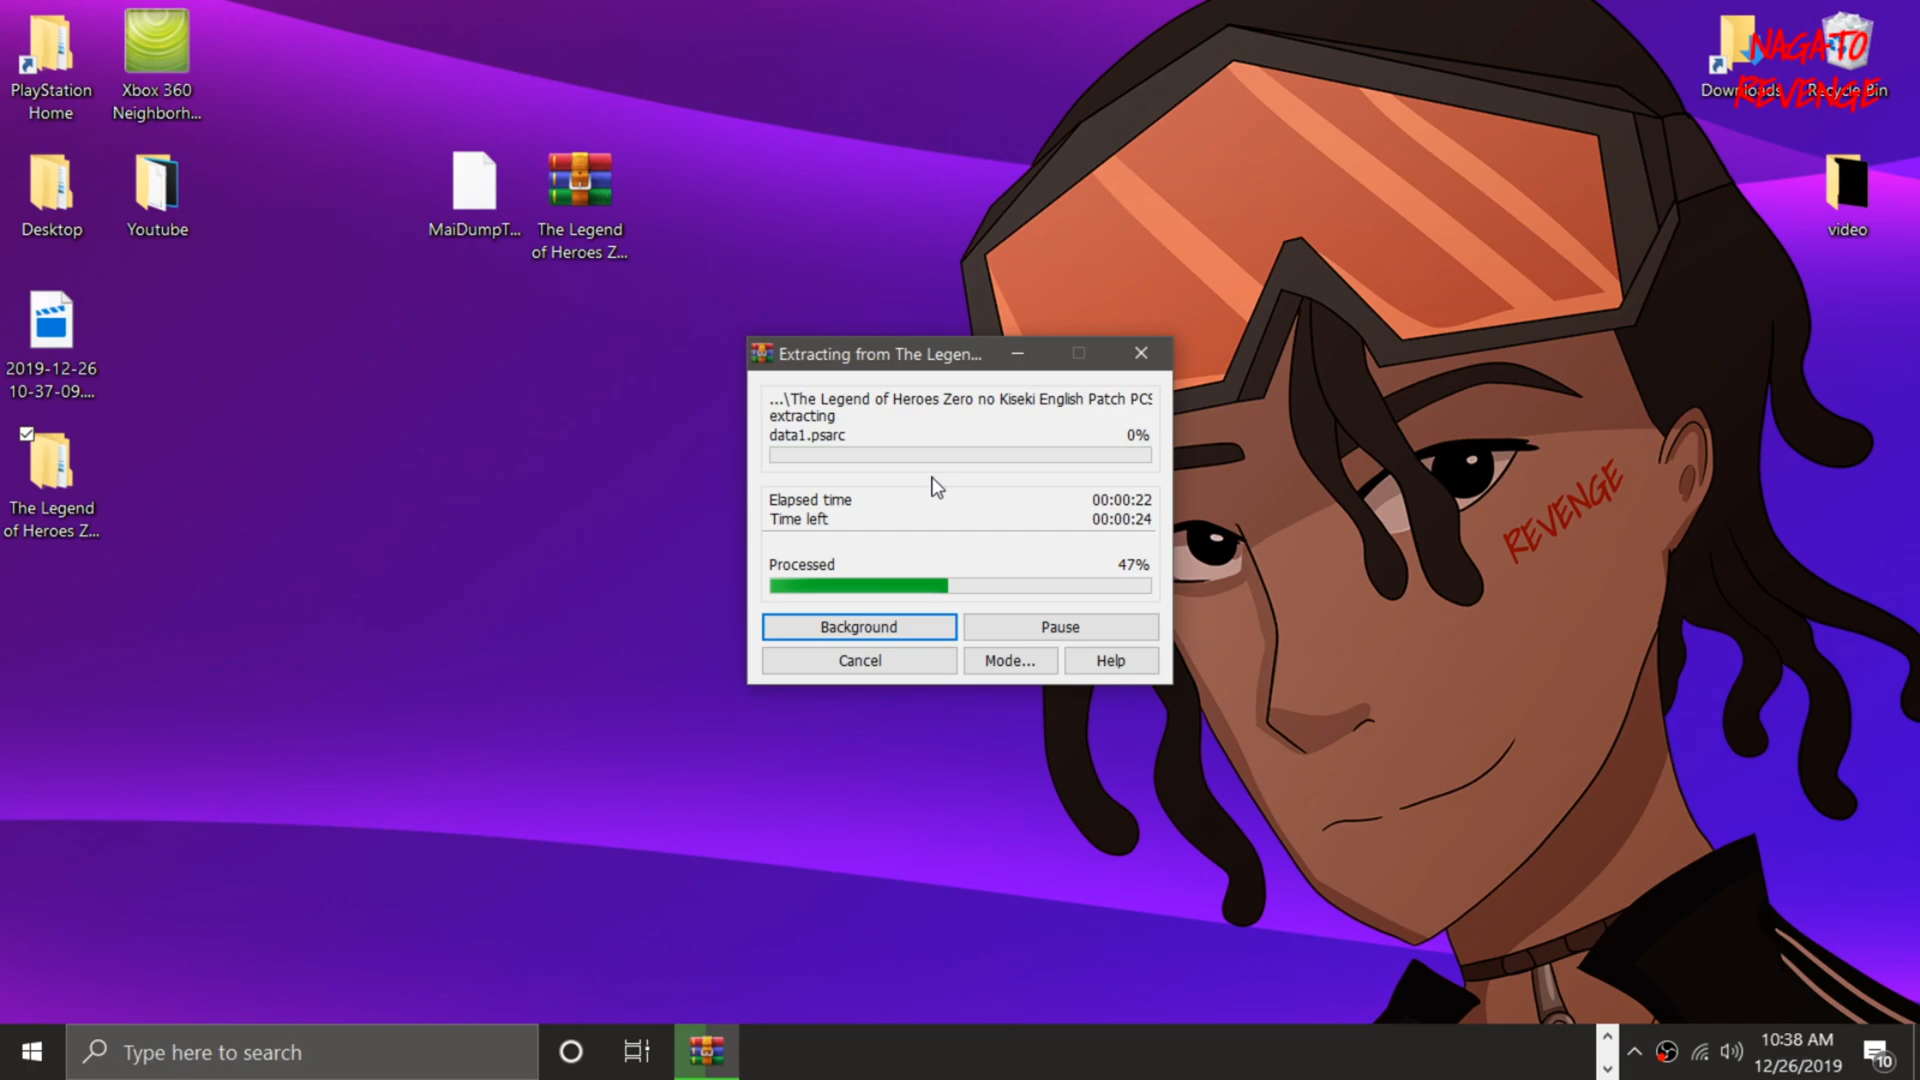 PlayStation
Home
Xbox 360
Neighborh...
Desktop
Youtube
MaiDumpT...
The Legend
of Heroes Z...
2019-12-26
10-37-09....
The Legend
of Heroes Z...
NAGATO
REVENGE
Downloads
Recycle Bin
video
Extracting from The Legen...
...\The Legend of Heroes Zero no Kiseki English Patch PCS
extracting
data1.psarc 0%
Elapsed time 00:00:22
Time left 00:00:24
Processed 47%
Background Pause
Cancel Mode... Help
REVENGE
Type here to search
10:38 AM
12/26/2019
10